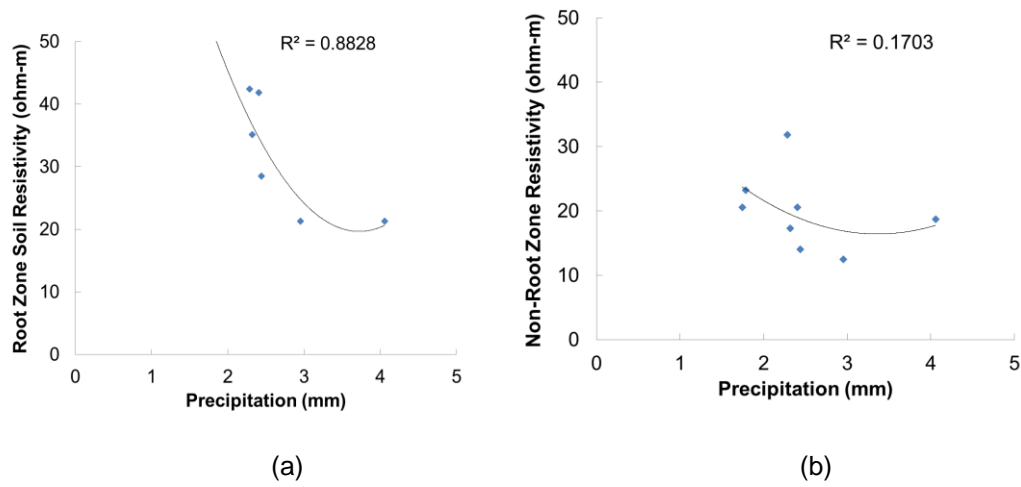 R² = 0.8828
Root Zone Soil Resistivity (ohm-m)
50
40
30
20
10
0
0 1 2 3 4 5
Precipitation (mm)
(a)
R² = 0.1703
Non-Root Zone Resistivity (ohm-m)
50
40
30
20
10
0
0 1 2 3 4 5
Precipitation (mm)
(b)